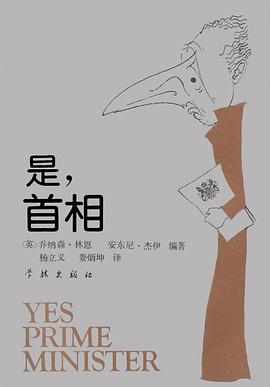 是，
首相
(英)乔纳森·林恩 安东尼·杰伊 编著
杨立义 娄炳坤 译
学林出版社
YES
PRIME
MINISTER